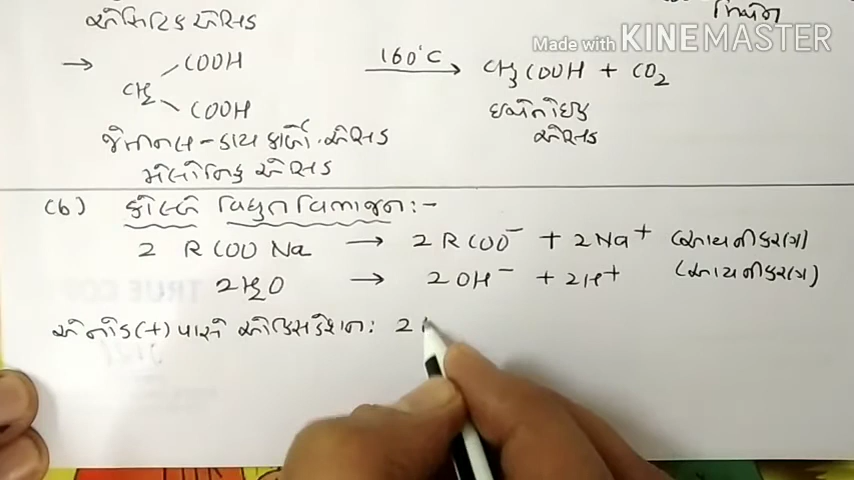 નિયોન
એસિટિક એસિડ
Made with KINEMASTER
→ CH₂ COOH COOH 160°C → CH₃COOH + CO₂
ઇથેનોઇક
એસિડ
મેલોનિક એસિડ
(b) કોલ્બે વિદ્યુતવિભાજન:-
2 RCOONa → 2RCOO⁻ + 2Na⁺ (આયનીકરણ)
2H₂O → 2OH⁻ + 2H⁺ (આયનીકરણ)
એનોડ(+) પાસે ઓક્સિડેશન: 2